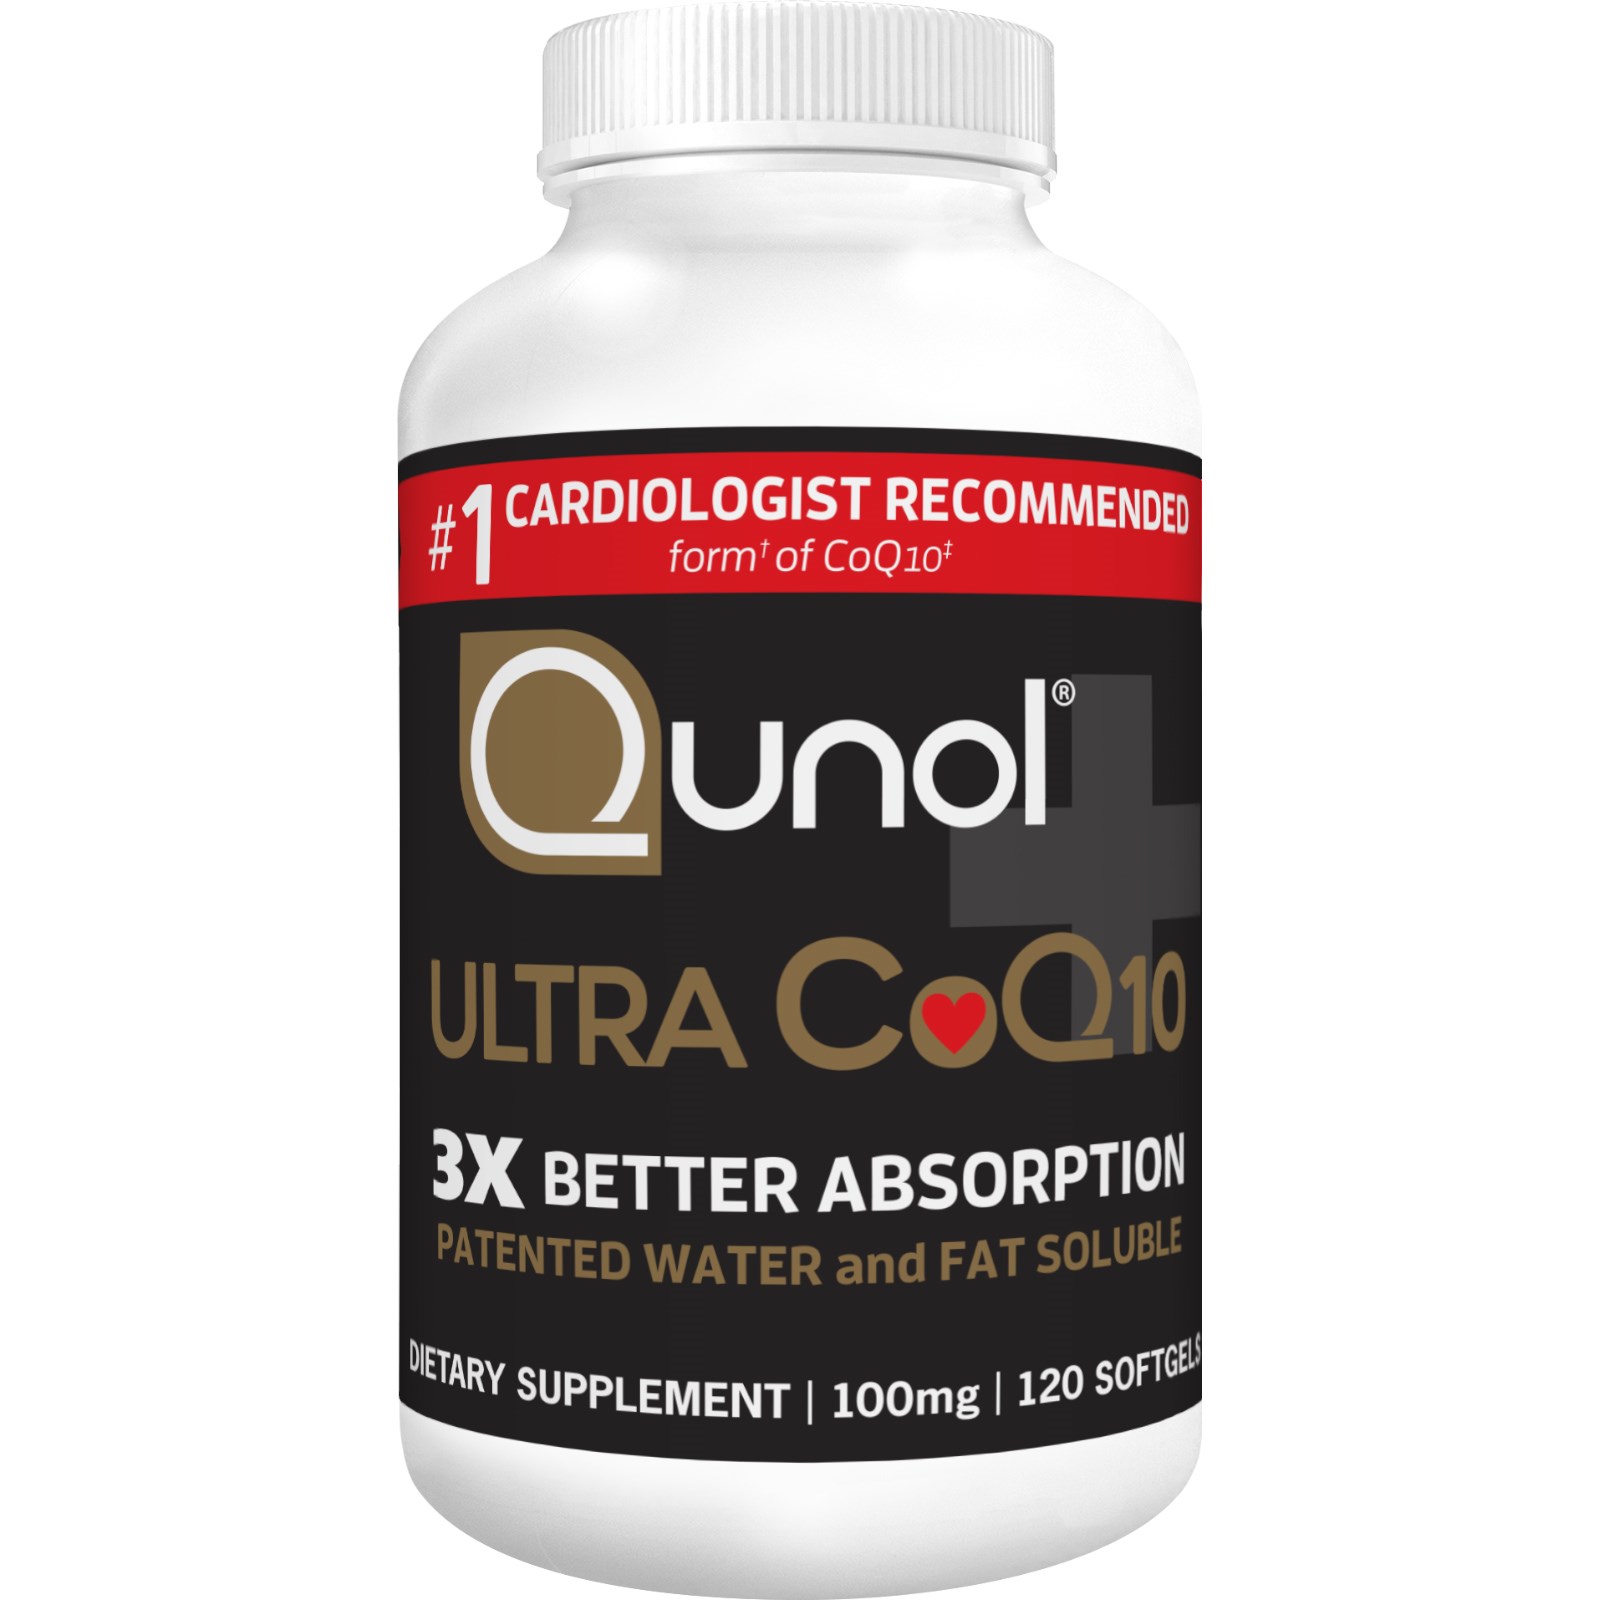 #1 CARDIOLOGIST RECOMMENDED
form† of CoQ10‡
Qunol®
ULTRA CoQ10
3X BETTER ABSORPTION
PATENTED WATER and FAT SOLUBLE
DIETARY SUPPLEMENT | 100mg | 120 SOFTGELS